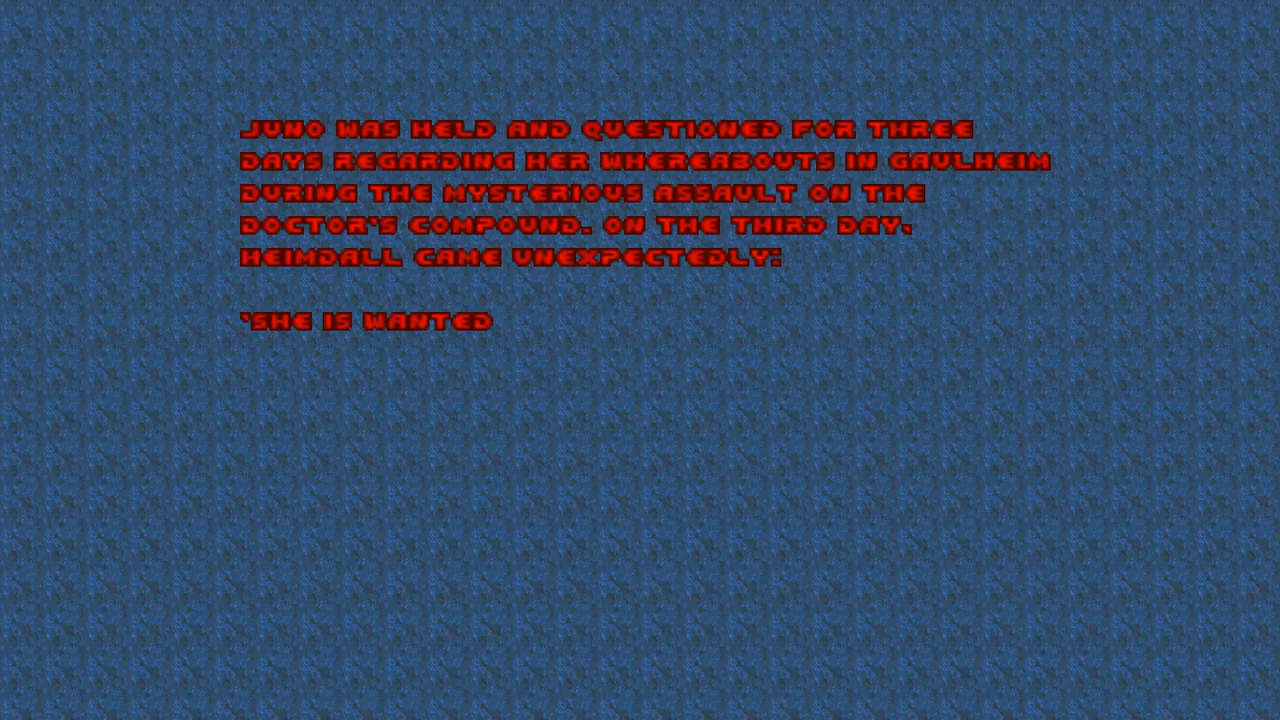 JUNO WAS HELD AND QUESTIONED FOR THREE
DAYS REGARDING HER WHEREABOUTS IN GAULHEIM
DURING THE MYSTERIOUS ASSAULT ON THE
DOCTOR'S COMPOUND. ON THE THIRD DAY,
HEIMDALL CAME UNEXPECTEDLY:
'SHE IS WANTED